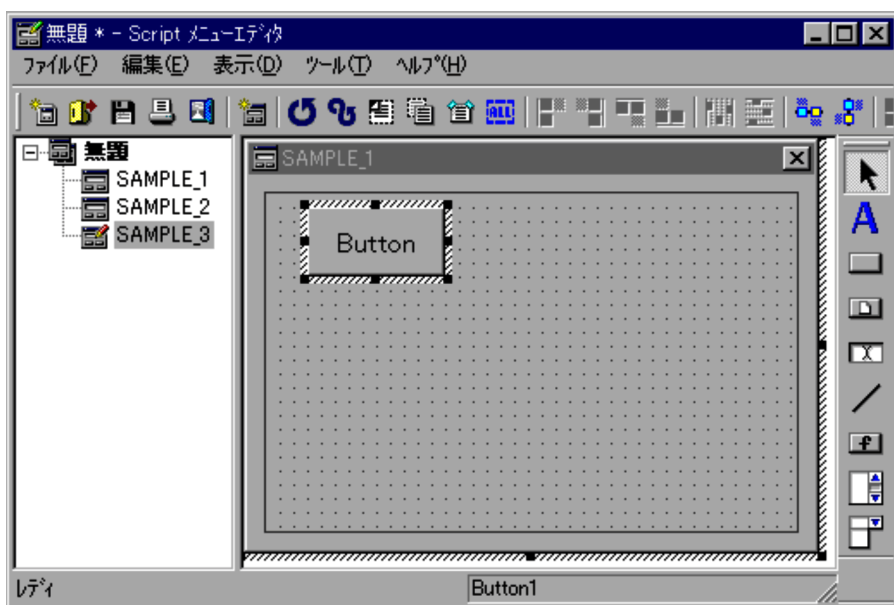 無題 * - Script ﾒﾆｭｰｴﾃﾞｨﾀ
ﾌｧｲﾙ(F) 編集(E) 表示(D) ﾂｰﾙ(T) ﾍﾙﾌﾟ(H)
ALL
無題
SAMPLE_1
SAMPLE_2
SAMPLE_3
SAMPLE_1
Button
A
f
ﾚﾃﾞｨ
Button1